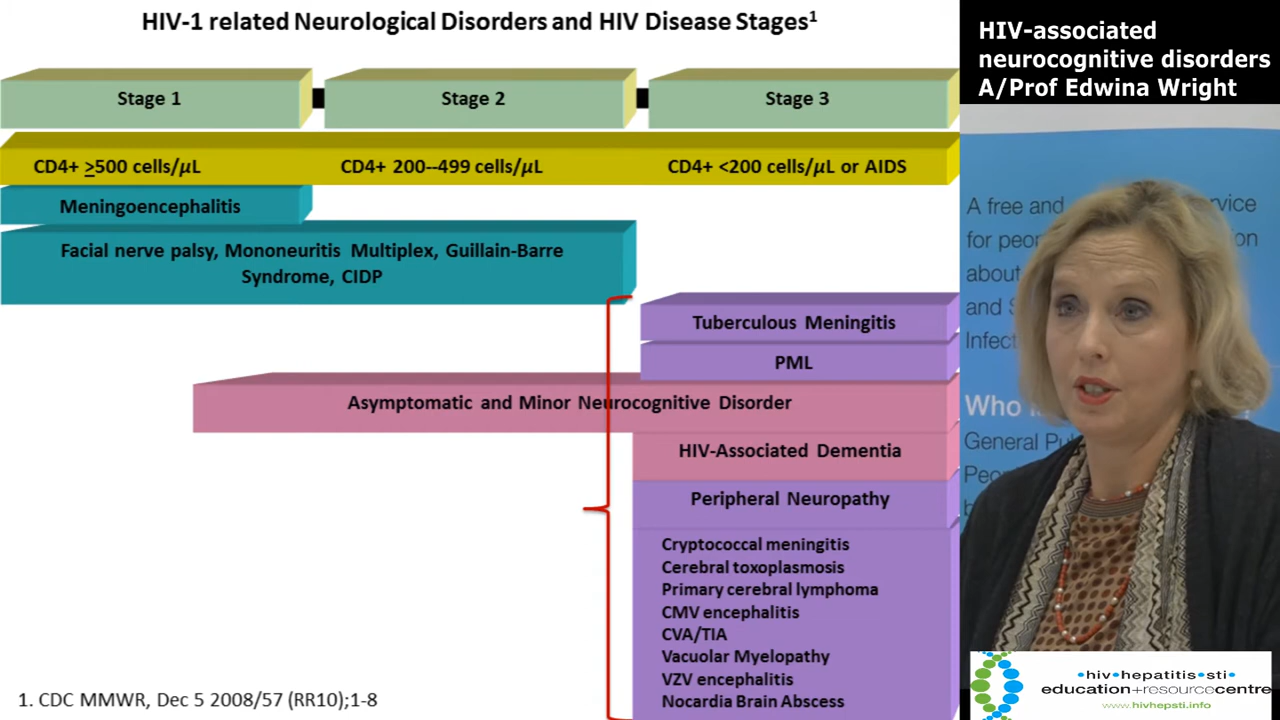 HIV-1 related Neurological Disorders and HIV Disease Stages¹
Stage 1
Stage 2
Stage 3
CD4+ ≥500 cells/𝜇L
CD4+ 200--499 cells/𝜇L
CD4+ <200 cells/𝜇L or AIDS
Meningoencephalitis
Facial nerve palsy, Mononeuritis Multiplex, Guillain-Barre
Syndrome, CIDP
Tuberculous Meningitis
PML
Asymptomatic and Minor Neurocognitive Disorder
HIV-Associated Dementia
Peripheral Neuropathy
Cryptococcal meningitis
Cerebral toxoplasmosis
Primary cerebral lymphoma
CMV encephalitis
CVA/TIA
Vacuolar Myelopathy
VZV encephalitis
Nocardia Brain Abscess
1. CDC MMWR, Dec 5 2008/57 (RR10);1-8
HIV-associated
neurocognitive disorders
A/Prof Edwina Wright
A free and
for
about
and
Who
General
•hiv•hepatitis•sti•
education+resourcecentre
www.hivhepsti.info